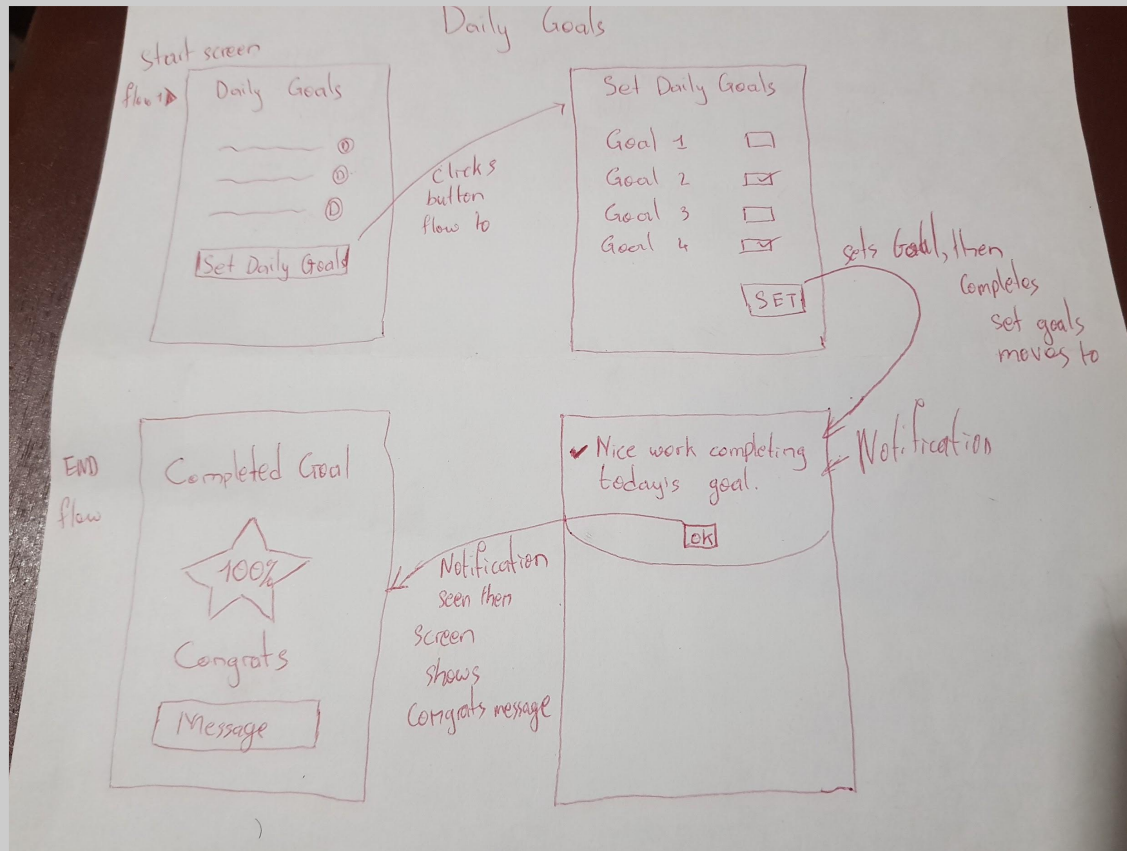 Daily Goals
Start screen
flow 1
Daily Goals
D
D
D
Set Daily Goals
clicks
button
flow to
Set Daily Goals
Goal 1
Goal 2
Goal 3
Goal 4
SET
sets Goal, then
completes
set goals
moves to
Notification
✓ Nice work completing
today's goal.
OK
Notification
seen then
screen
shows
Congrats message
END
flow
Completed Goal
100%
Congrats
Message